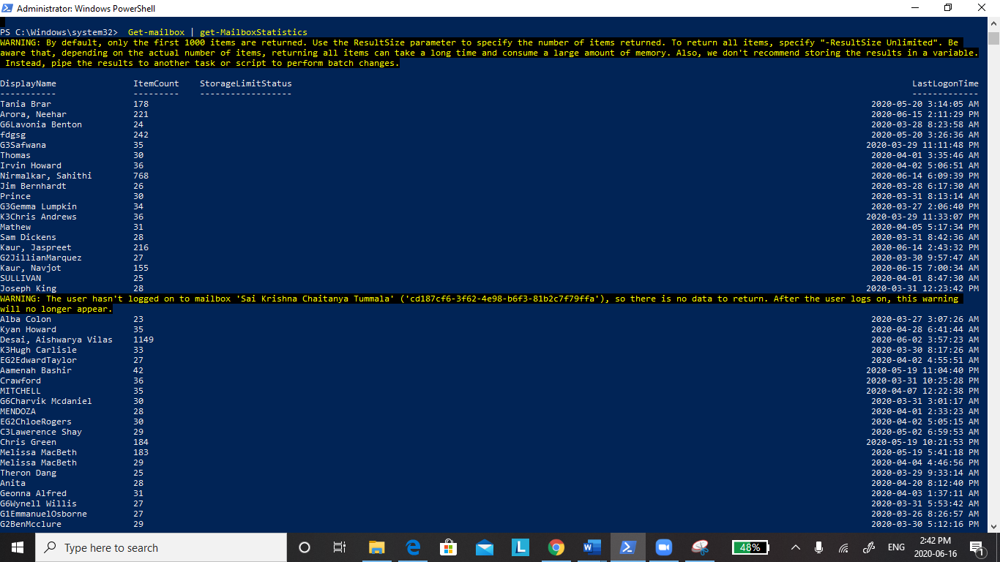 Administrator: Windows PowerShell
PS C:\Windows\system32>  Get-mailbox | get-MailboxStatistics
WARNING: By default, only the first 1000 items are returned. Use the ResultSize parameter to specify the number of items returned. To return all items, specify "-ResultSize Unlimited". Be
aware that, depending on the actual number of items, returning all items can take a long time and consume a large amount of memory. Also, we don't recommend storing the results in a variable.
Instead, pipe the results to another task or script to perform batch changes.
DisplayName ItemCount StorageLimitStatus LastLogonTime
----------- --------- ------------------ -------------
Tania Brar 178 2020-05-20 3:14:05 AM
Arora, Neehar 221 2020-06-15 2:11:29 PM
G6Lavonia Benton 24 2020-03-28 8:23:58 AM
fdgsg 242 2020-05-20 3:26:36 AM
G3Safwana 35 2020-03-29 11:11:48 PM
Thomas 30 2020-04-01 3:35:46 AM
Irvin Howard 36 2020-04-02 5:06:51 AM
Nirmalkar, Sahithi 768 2020-06-14 6:09:39 PM
Jim Bernhardt 26 2020-03-28 6:17:30 AM
Prince 30 2020-03-31 8:13:14 AM
G3Gemma Lumpkin 34 2020-03-27 2:06:40 PM
K3Chris Andrews 36 2020-03-29 11:33:07 PM
Mathew 31 2020-04-05 5:17:34 PM
Sam Dickens 28 2020-03-31 8:42:36 AM
Kaur, Jaspreet 216 2020-06-14 2:43:32 PM
G2JillianMarquez 27 2020-03-30 9:57:47 AM
Kaur, Navjot 155 2020-06-15 7:00:34 AM
SULLIVAN 25 2020-04-01 8:47:30 AM
Joseph King 28 2020-03-31 12:23:42 PM
WARNING: The user hasn't logged on to mailbox 'Sai Krishna Chaitanya Tummala' ('cd187cf6-3f62-4e98-b6f3-81b2c7f79ffa'), so there is no data to return. After the user logs on, this warning
will no longer appear.
Alba Colon 23 2020-03-27 3:07:26 AM
Kyan Howard 35 2020-04-28 6:41:44 AM
Desai, Aishwarya Vilas 1149 2020-06-02 3:57:23 AM
K3Hugh Carlisle 33 2020-03-30 8:17:26 AM
EG2EdwardTaylor 27 2020-04-02 4:55:51 AM
Aamenah Bashir 42 2020-05-19 11:04:40 PM
Crawford 36 2020-03-31 10:25:28 PM
MITCHELL 35 2020-04-07 12:22:38 PM
G6Charvik Mcdaniel 30 2020-03-31 3:01:17 AM
MENDOZA 28 2020-04-01 2:33:23 AM
EG2ChloeRogers 30 2020-04-02 5:05:15 AM
C3Lawerence Shay 29 2020-05-02 6:59:53 AM
Chris Green 184 2020-05-19 10:21:53 PM
Melissa MacBeth 183 2020-05-19 5:41:18 PM
Melissa MacBeth 29 2020-04-04 4:46:56 PM
Theron Dang 25 2020-03-29 9:33:14 AM
Anita 28 2020-04-20 8:12:40 PM
Geonna Alfred 31 2020-04-03 1:37:11 AM
G6Wynell Willis 27 2020-03-31 5:53:42 AM
G1EmmanuelOsborne 27 2020-03-26 8:26:57 AM
G2BenMcclure 29 2020-03-30 5:12:16 PM
Type here to search
L
48%
ENG
2:42 PM
2020-06-16
1